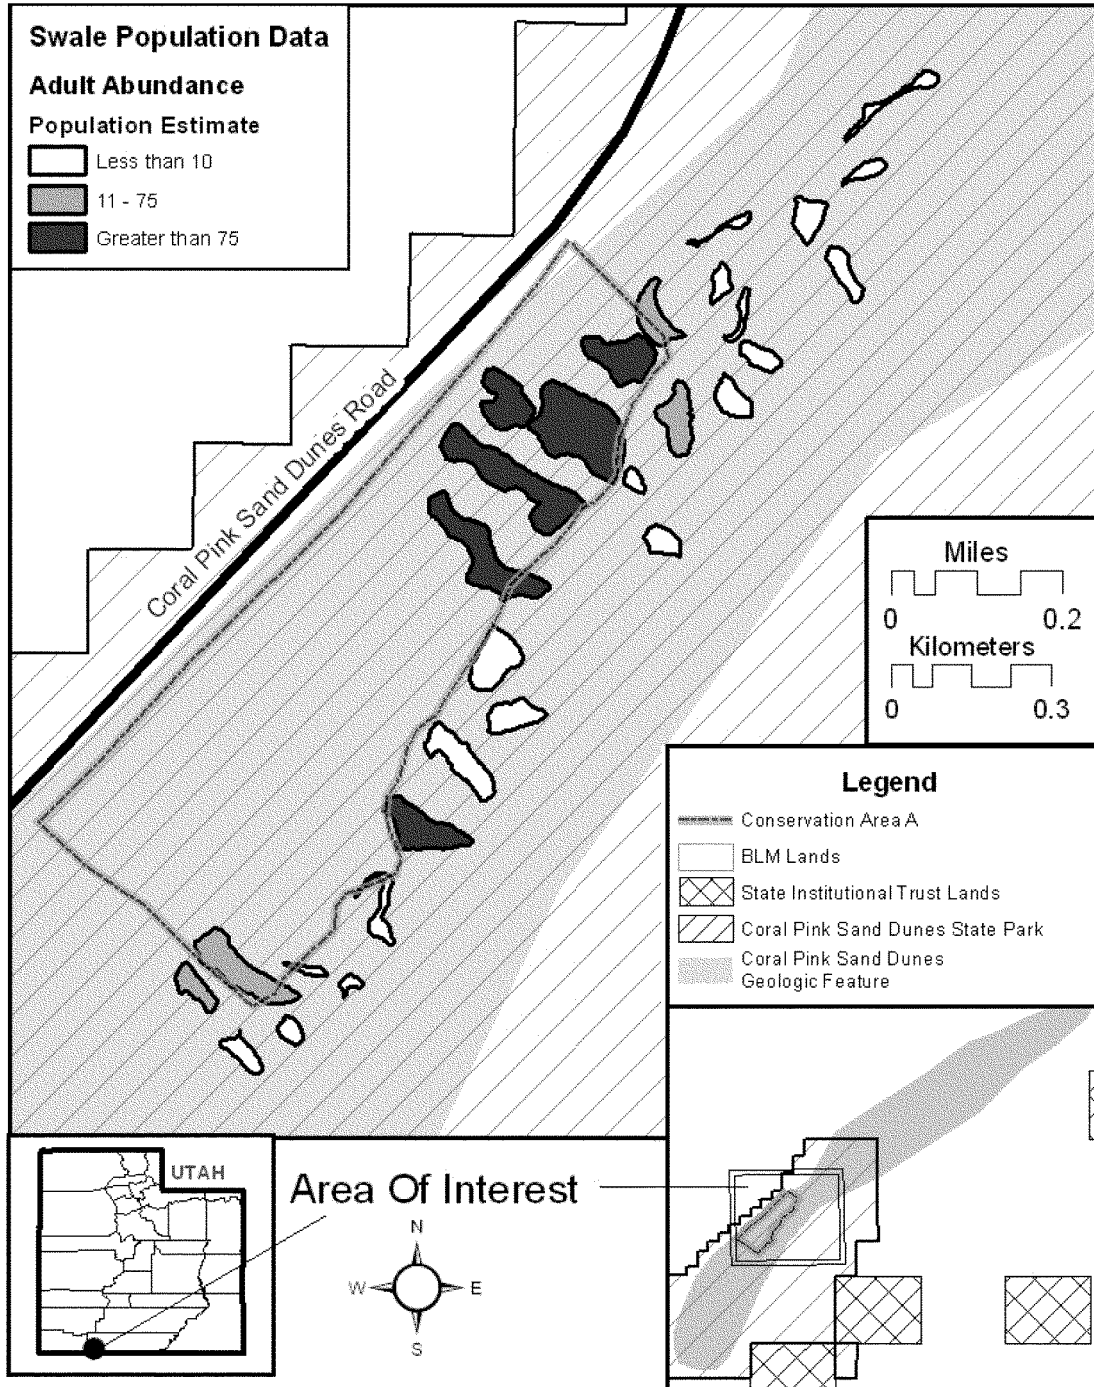 Swale Population Data
Adult Abundance
Population Estimate
Less than 10
11 - 75
Greater than 75
Coral Pink Sand Dunes Road
Miles
0 0.2
Kilometers
0 0.3
Legend
Conservation Area A
BLM Lands
State Institutional Trust Lands
Coral Pink Sand Dunes State Park
Coral Pink Sand Dunes
Geologic Feature
UTAH
Area Of Interest
N
W E
S